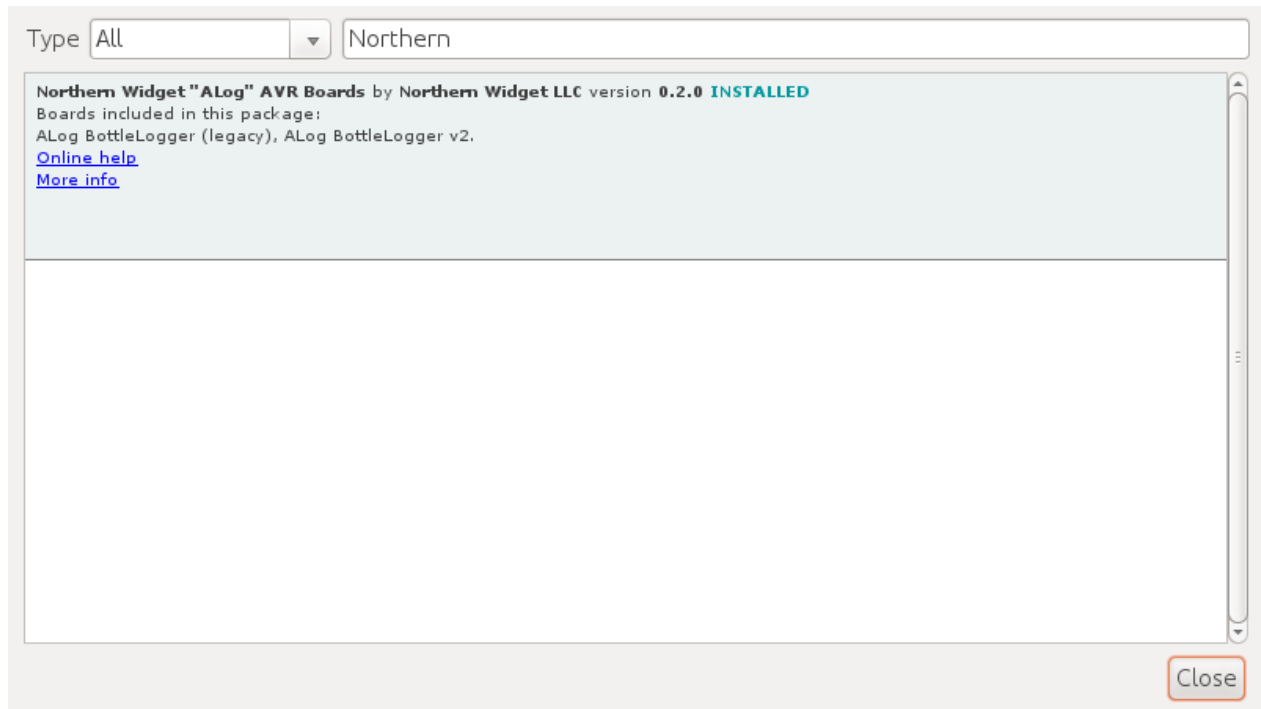 Type All Northern
Northern Widget "ALog" AVR Boards by Northern Widget LLC version 0.2.0 INSTALLED
Boards included in this package:
ALog BottleLogger (legacy), ALog BottleLogger v2.
Online help
More info
Close